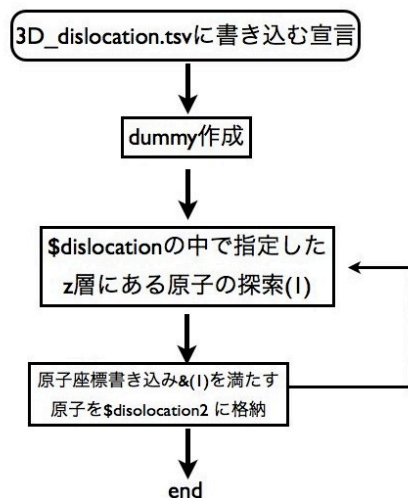 3D_dislocation.tsvに書き込む宣言
dummy作成
$dislocationの中で指定した
z層にある原子の探索(1)
原子座標書き込み&(1)を満たす
原子を$disolocation2 に格納
end